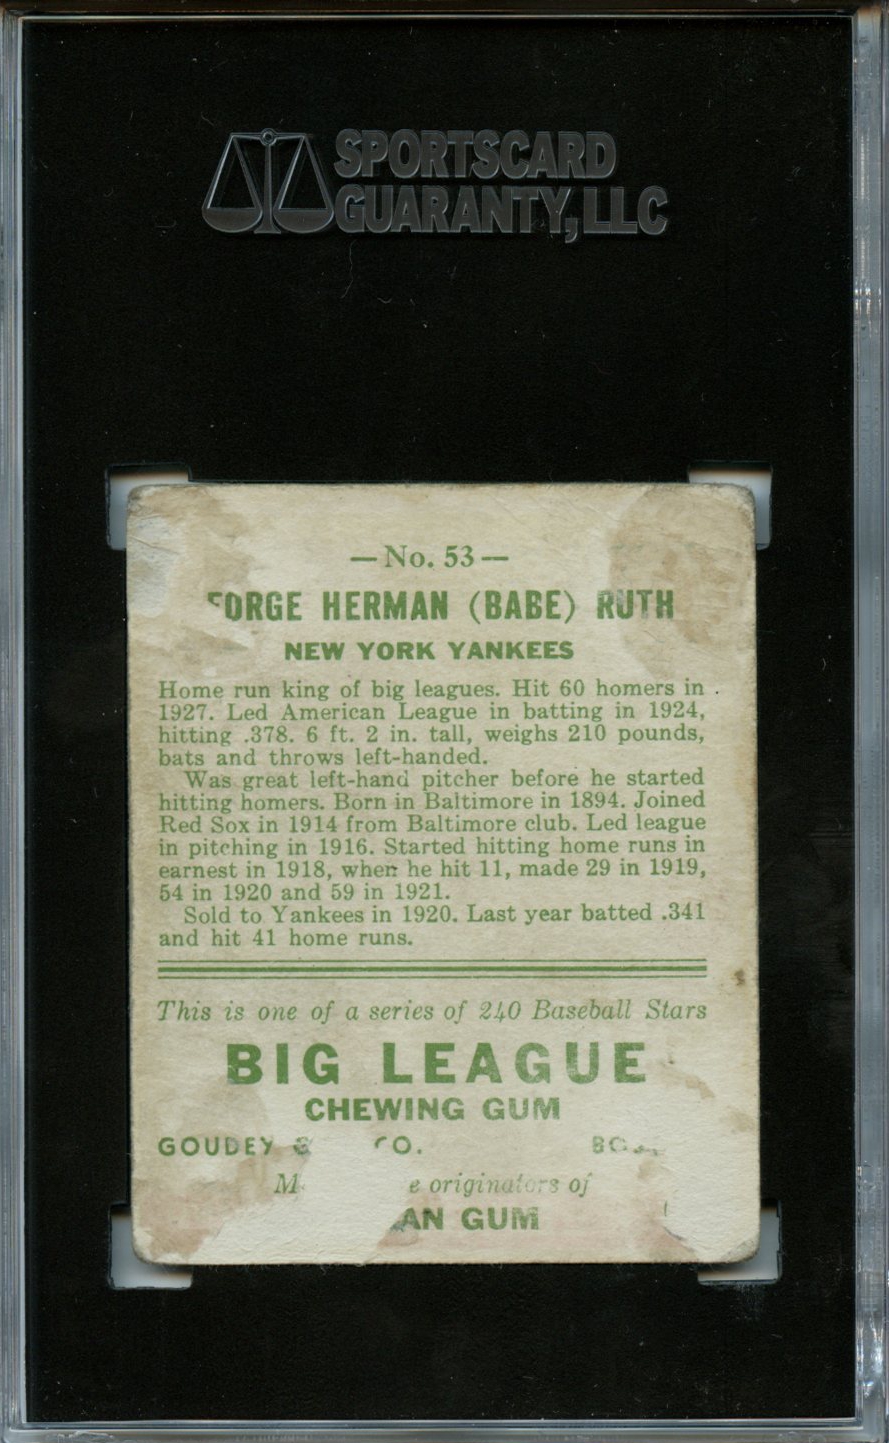 SPORTSCARD
GUARANTY, LLC
— No. 53 —
EORGE HERMAN (BABE) RUTH
NEW YORK YANKEES
Home run king of big leagues. Hit 60 homers in
1927. Led American League in batting in 1924,
hitting .378. 6 ft. 2 in. tall, weighs 210 pounds,
bats and throws left-handed.
Was great left-hand pitcher before he started
hitting homers. Born in Baltimore in 1894. Joined
Red Sox in 1914 from Baltimore club. Led league
in pitching in 1916. Started hitting home runs in
earnest in 1918, when he hit 11, made 29 in 1919,
54 in 1920 and 59 in 1921.
Sold to Yankees in 1920. Last year batted .341
and hit 41 home runs.
This is one of a series of 240 Baseball Stars
BIG LEAGUE
CHEWING GUM
GOUDEY CO.
originators of
AN GUM